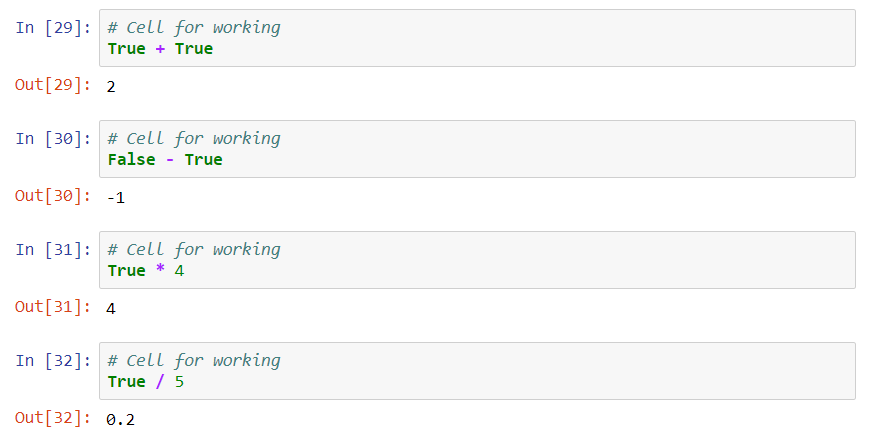 In [29]: # Cell for working
True + True
Out[29]: 2
In [30]: # Cell for working
False - True
Out[30]: -1
In [31]: # Cell for working
True * 4
Out[31]: 4
In [32]: # Cell for working
True / 5
Out[32]: 0.2